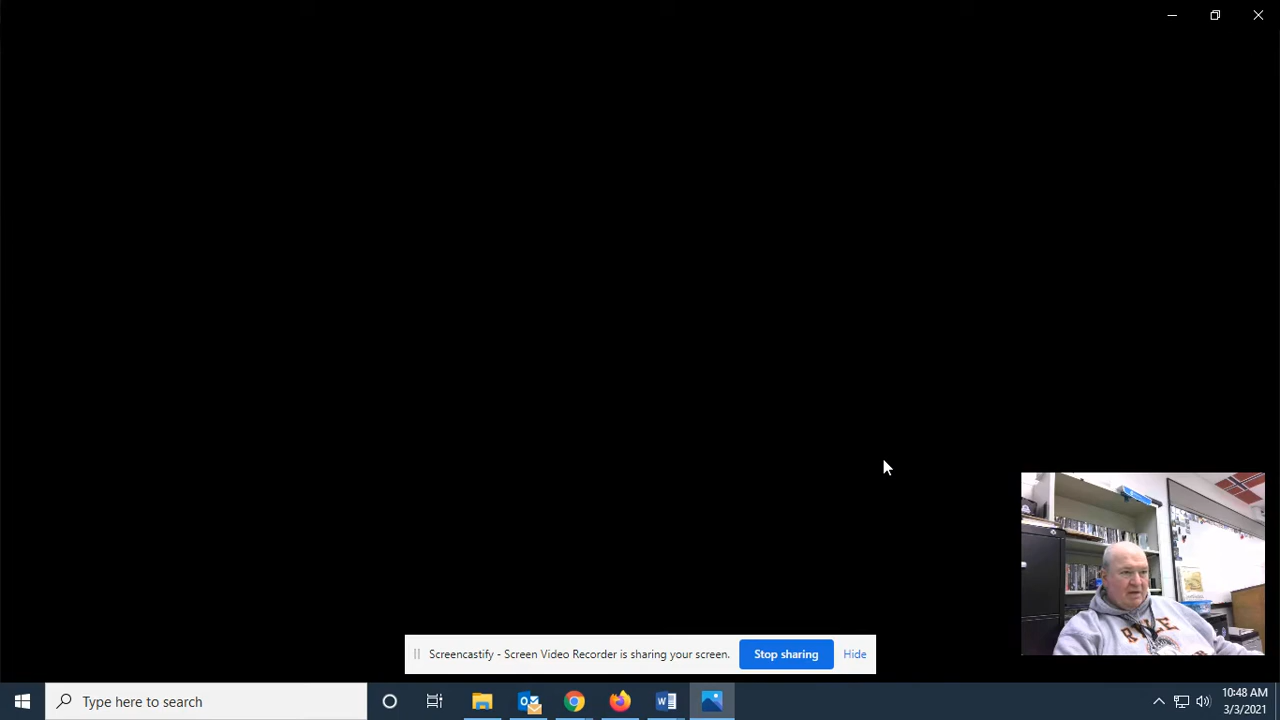 Screencastify - Screen Video Recorder is sharing your screen.
Stop sharing
Hide
Type here to search
10:48 AM
3/3/2021